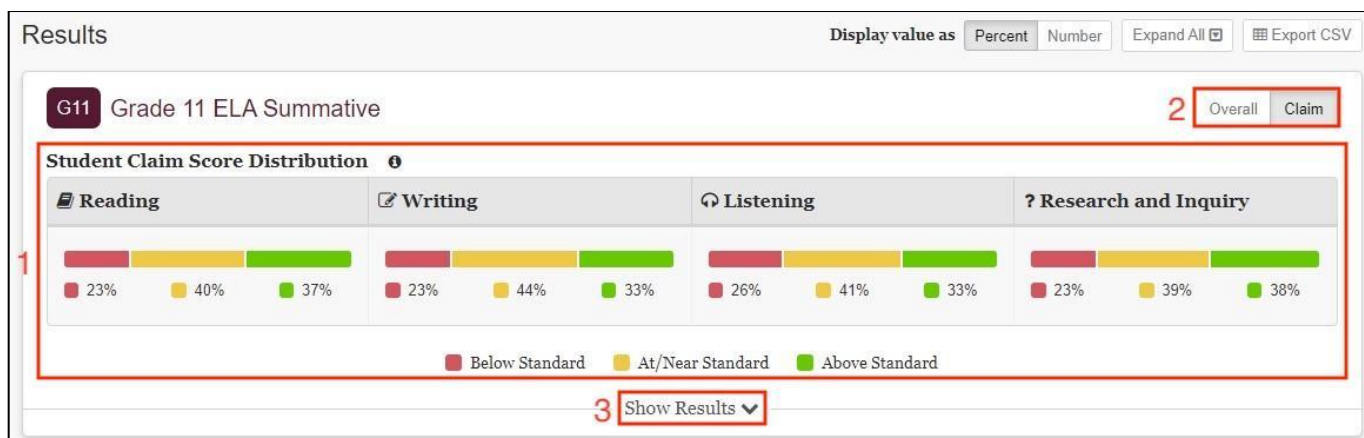 Results Display value as Percent Number Expand All Export CSV
G11 Grade 11 ELA Summative 2 Overall Claim
Student Claim Score Distribution
Reading Writing Listening ? Research and Inquiry
1
23% 40% 37% 23% 44% 33% 26% 41% 33% 23% 39% 38%
Below Standard At/Near Standard Above Standard
3 Show Results